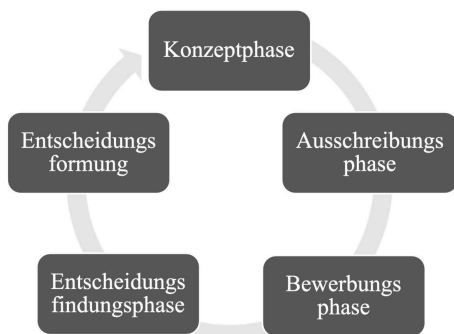 Konzeptphase
Ausschreibungs
phase
Bewerbungs
phase
Entscheidungs
findungsphase
Entscheidungs
formung